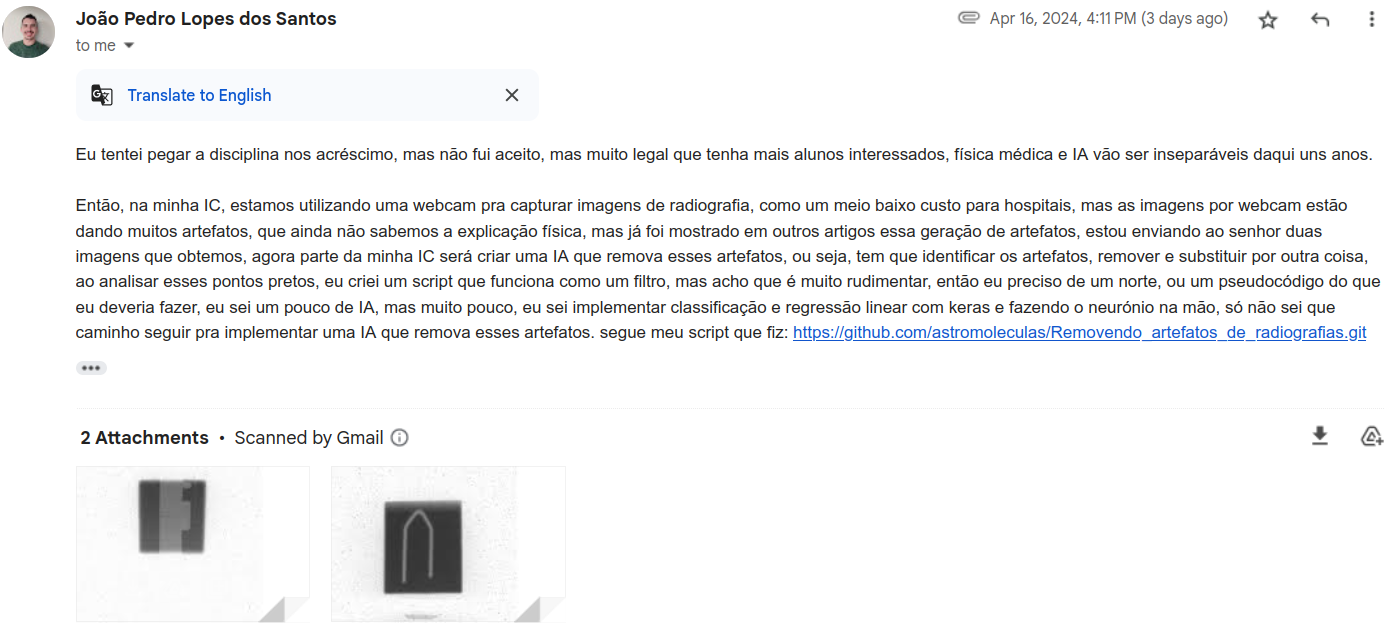 João Pedro Lopes dos Santos
Apr 16, 2024, 4:11 PM (3 days ago)
to me
Translate to English
Eu tentei pegar a disciplina nos acréscimo, mas não fui aceito, mas muito legal que tenha mais alunos interessados, física médica e IA vão ser inseparáveis daqui uns anos.
Então, na minha IC, estamos utilizando uma webcam pra capturar imagens de radiografia, como um meio baixo custo para hospitais, mas as imagens por webcam estão
dando muitos artefatos, que ainda não sabemos a explicação física, mas já foi mostrado em outros artigos essa geração de artefatos, estou enviando ao senhor duas
imagens que obtemos, agora parte da minha IC será criar uma IA que remova esses artefatos, ou seja, tem que identificar os artefatos, remover e substituir por outra coisa,
ao analisar esses pontos pretos, eu criei um script que funciona como um filtro, mas acho que é muito rudimentar, então eu preciso de um norte, ou um pseudocódigo do que
eu deveria fazer, eu sei um pouco de IA, mas muito pouco, eu sei implementar classificação e regressão linear com keras e fazendo o neurónio na mão, só não sei que
caminho seguir pra implementar uma IA que remova esses artefatos. segue meu script que fiz: https://github.com/astromoleculas/Removendo_artefatos_de_radiografias.git
2 Attachments • Scanned by Gmail